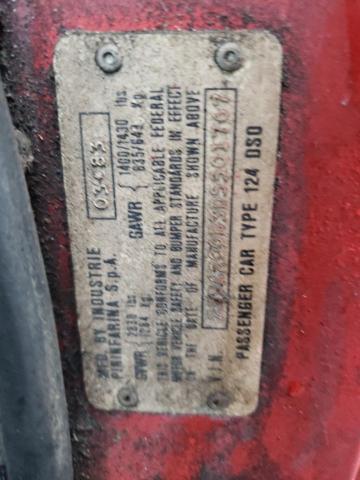 MFD. BY INDUSTRIE
PININFARINA S.p.A. 03-83
2830 lbs 1400/1430 lbs
GVWR GAWR
1284 kg. 635/649 Kg
THIS VEHICLE CONFORMS TO ALL APPLICABLE FEDERAL
MOTOR VEHICLE SAFETY AND BUMPER STANDARDS IN EFFECT
ON THE DATE OF MANUFACTURE SHOWN ABOVE
V.I.N.
PASSENGER CAR TYPE 124 DS0